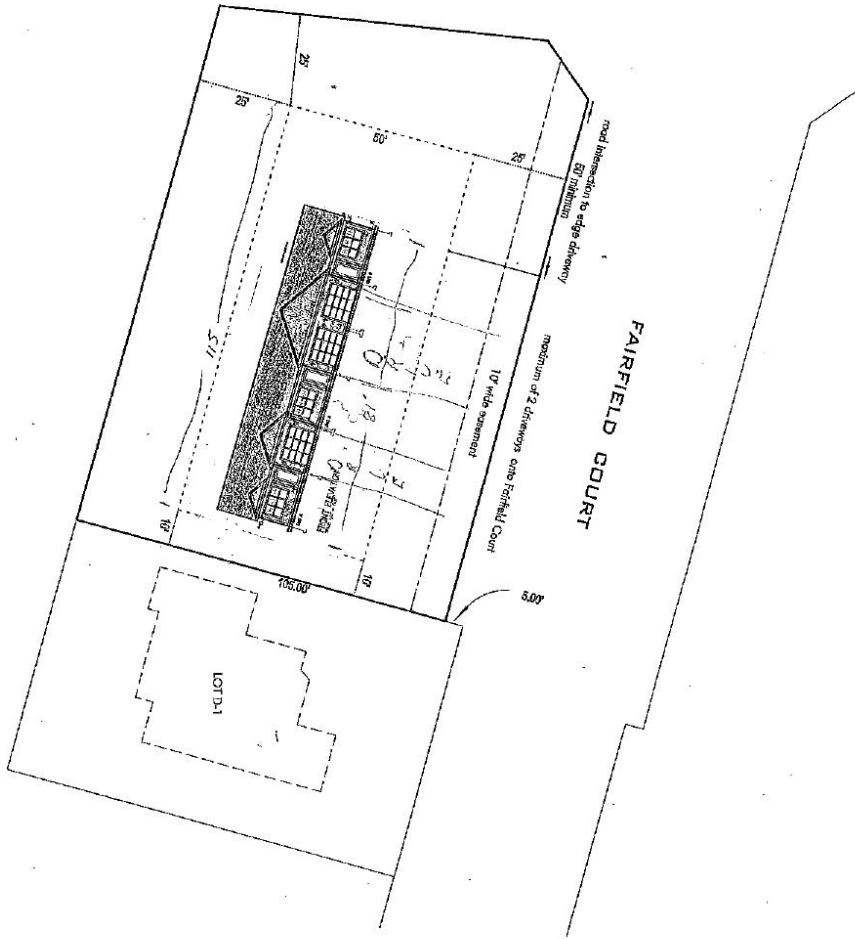 FAIRFIELD COURT
road intersection to edge driveway
50' minimum
maximum of 2 driveways onto Fairfield Court
10' wide easement
25'
25'
25'
60'
115
10'
10'
105.00'
5.00'
LOT D-1